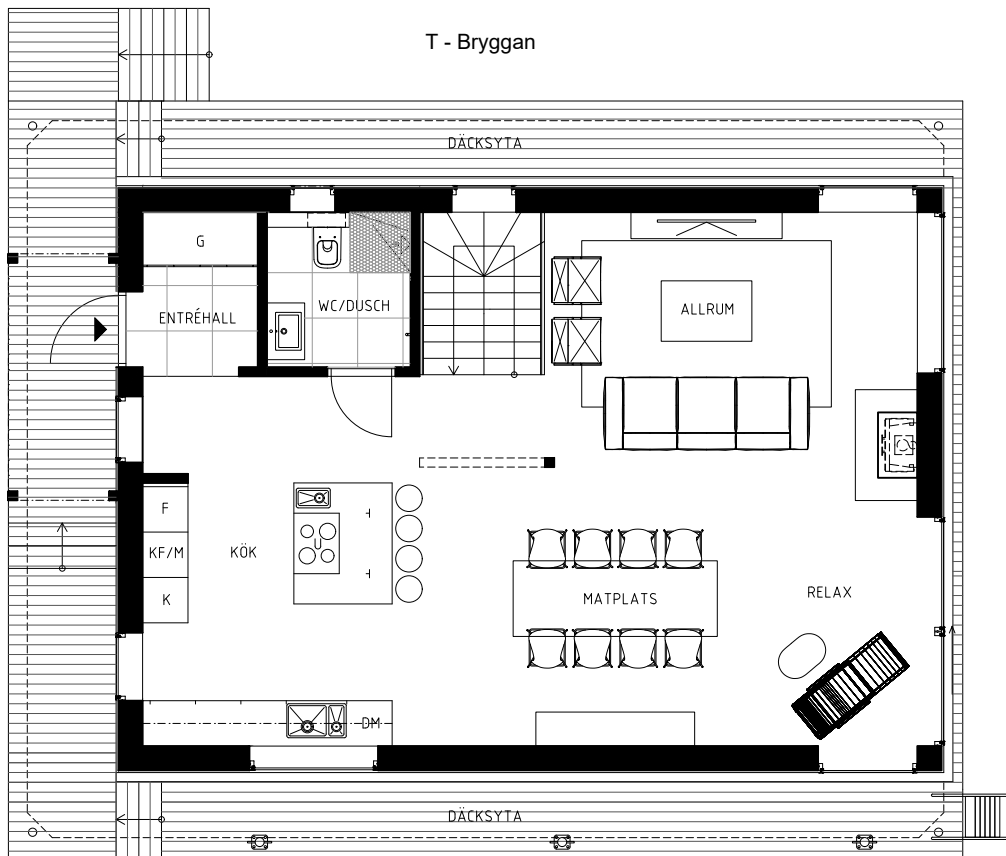 T - Bryggan
DÄCKSYTA
G
ENTRÉHALL
WC/DUSCH
ALLRUM
F
KF/M
K
KÖK
U
MATPLATS
RELAX
DM
DÄCKSYTA